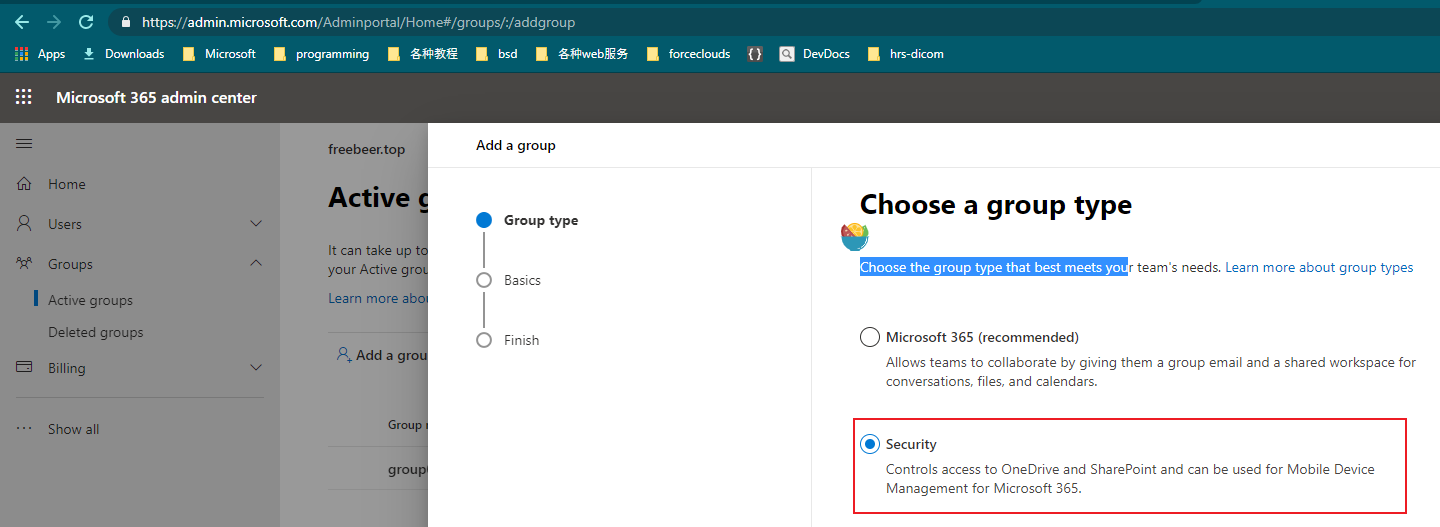 https://admin.microsoft.com/Adminportal/Home#/groups/:/addgroup
Apps Downloads Microsoft programming 各种教程 bsd 各种web服务 forceclouds {} DevDocs hrs-dicom
Microsoft 365 admin center
Home
Users
Groups
Active groups
Deleted groups
Billing
Show all
freebeer.top
Active g
It can take up to
your Active grou
Learn more abou
Add a grou
Group
group
Add a group
Group type
Basics
Finish
Choose a group type
Choose the group type that best meets your team's needs. Learn more about group types
Microsoft 365 (recommended)
Allows teams to collaborate by giving them a group email and a shared workspace for
conversations, files, and calendars.
Security
Controls access to OneDrive and SharePoint and can be used for Mobile Device
Management for Microsoft 365.